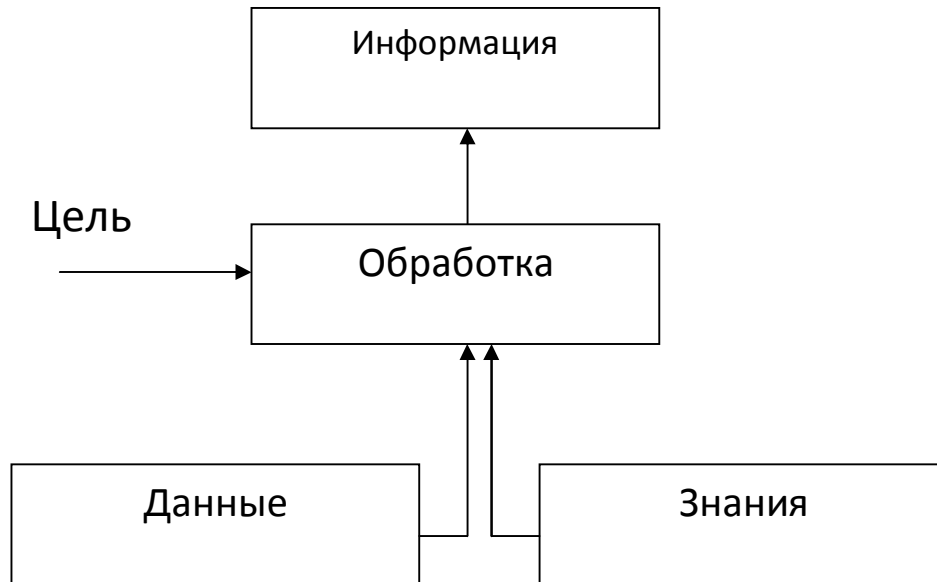 Информация
Цель
Обработка
Данные
Знания